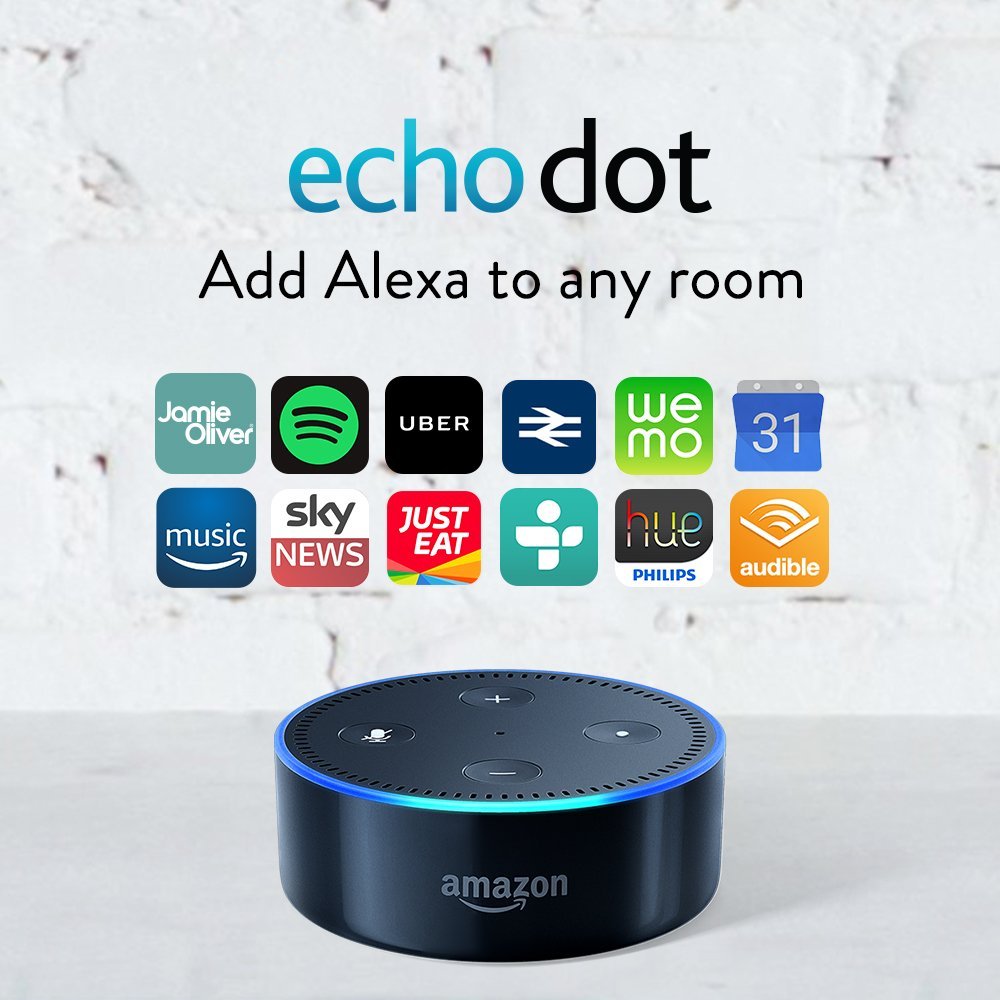 echo dot
Add Alexa to any room
Jamie
Oliver®
UBER
we
mo
31
music
sky
NEWS
JUST
EAT
hue
PHILIPS
audible
+
−
amazon